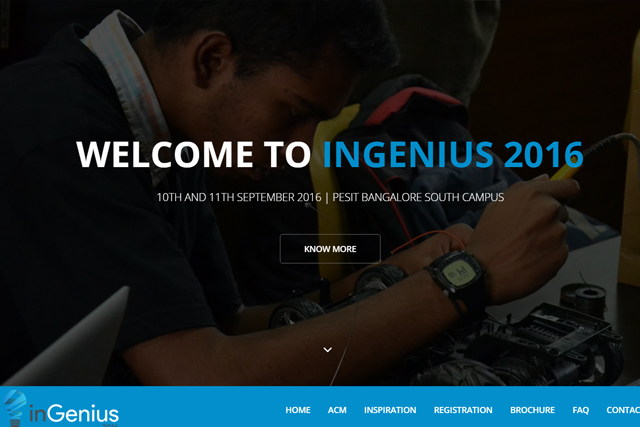 WELCOME TO INGENIUS 2016
10TH AND 11TH SEPTEMBER 2016 | PESIT BANGALORE SOUTH CAMPUS
KNOW MORE
inGenius
HOME ACM INSPIRATION REGISTRATION BROCHURE FAQ CONTAC